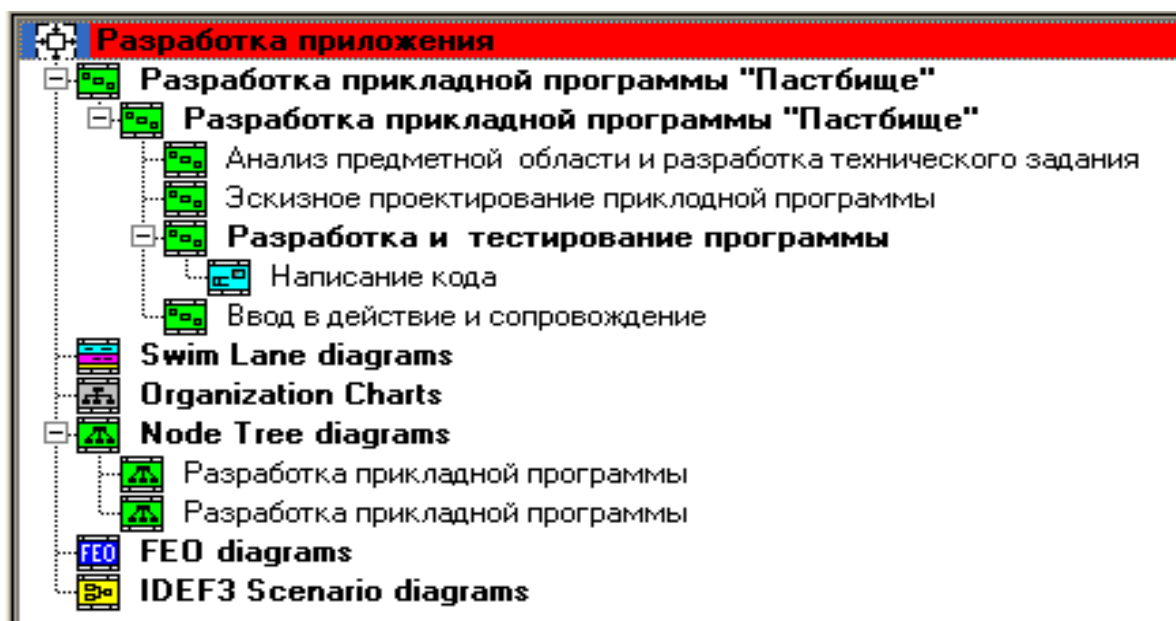 Разработка приложения
Разработка прикладной программы "Пастбище"
Разработка прикладной программы "Пастбище"
Анализ предметной области и разработка технического задания
Эскизное проектирование приклодной программы
Разработка и тестирование программы
Написание кода
Ввод в действие и сопровождение
Swim Lane diagrams
Organization Charts
Node Tree diagrams
Разработка прикладной программы
Разработка прикладной программы
FEO FEO diagrams
IDEF3 Scenario diagrams